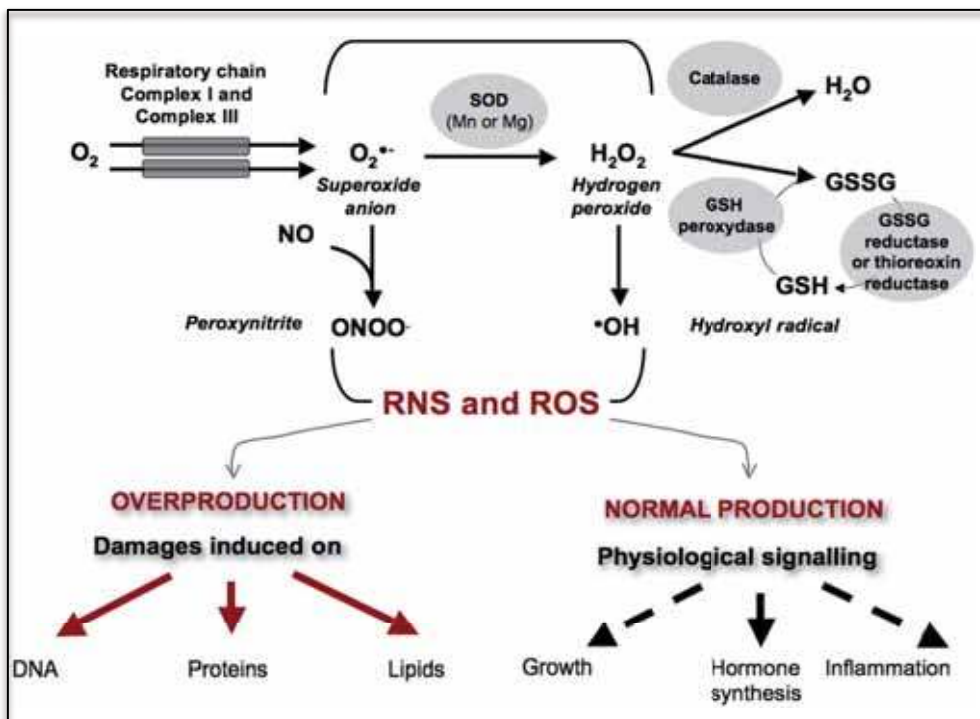 Respiratory chain
Complex I and
Complex III
O₂
O₂•-
Superoxide
anion
SOD
(Mn or Mg)
H₂O₂
Hydrogen
peroxide
Catalase
H₂O
GSSG
GSH
peroxydase
GSSG
reductase
or thioreoxin
reductase
GSH
NO
Peroxynitrite
ONOO-
•OH
Hydroxyl radical
RNS and ROS
OVERPRODUCTION
Damages induced on
DNA
Proteins
Lipids
NORMAL PRODUCTION
Physiological signalling
Growth
Hormone
synthesis
Inflammation